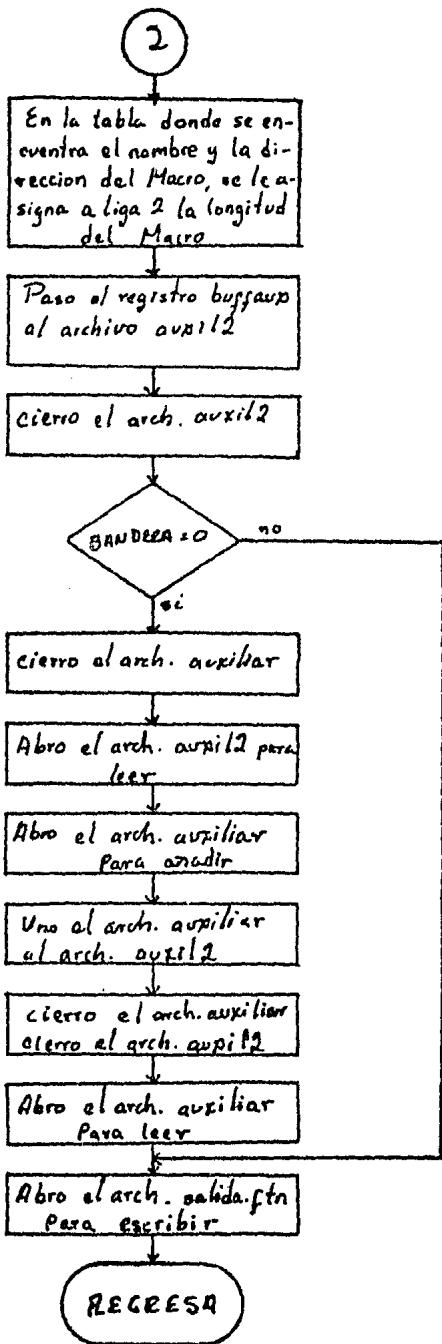 2
En la tabla donde se en-
cuentra el nombre y la di-
reccion del Macro, se le a-
signa a liga 2 la longitud
del Macro
Paso el registro buffaux
al archivo auxil2
cierro el arch. auxil2
BANDERA = 0
no
si
cierro el arch. auxiliar
Abro el arch. auxil2 para
leer
Abro el arch. auxiliar
Para añadir
Uno el arch. auxiliar
al arch. auxil2
cierro el arch. auxiliar
cierro el arch. auxil2
Abro el arch. auxiliar
Para leer
Abro el arch. salida.ftn
Para escribir
REGRESA